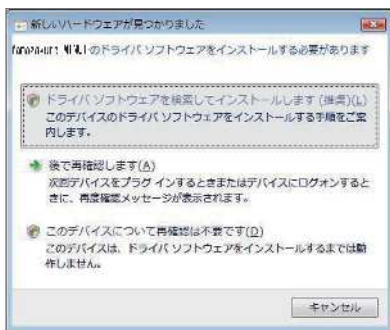 新しいハードウェアが見つかりました
のドライバ ソフトウェアをインストールする必要があります
ドライバ ソフトウェアを検索してインストールします (推奨)(L)
このデバイスのドライバ ソフトウェアをインストールする手順をご案
内します。
後で再確認します(A)
次回デバイスをプラグ インするときまたはデバイスにログオンすると
きに、再度確認メッセージが表示されます。
このデバイスについて再確認は不要です(D)
このデバイスは、ドライバ ソフトウェアをインストールするまでは動
作しません。
キャンセル